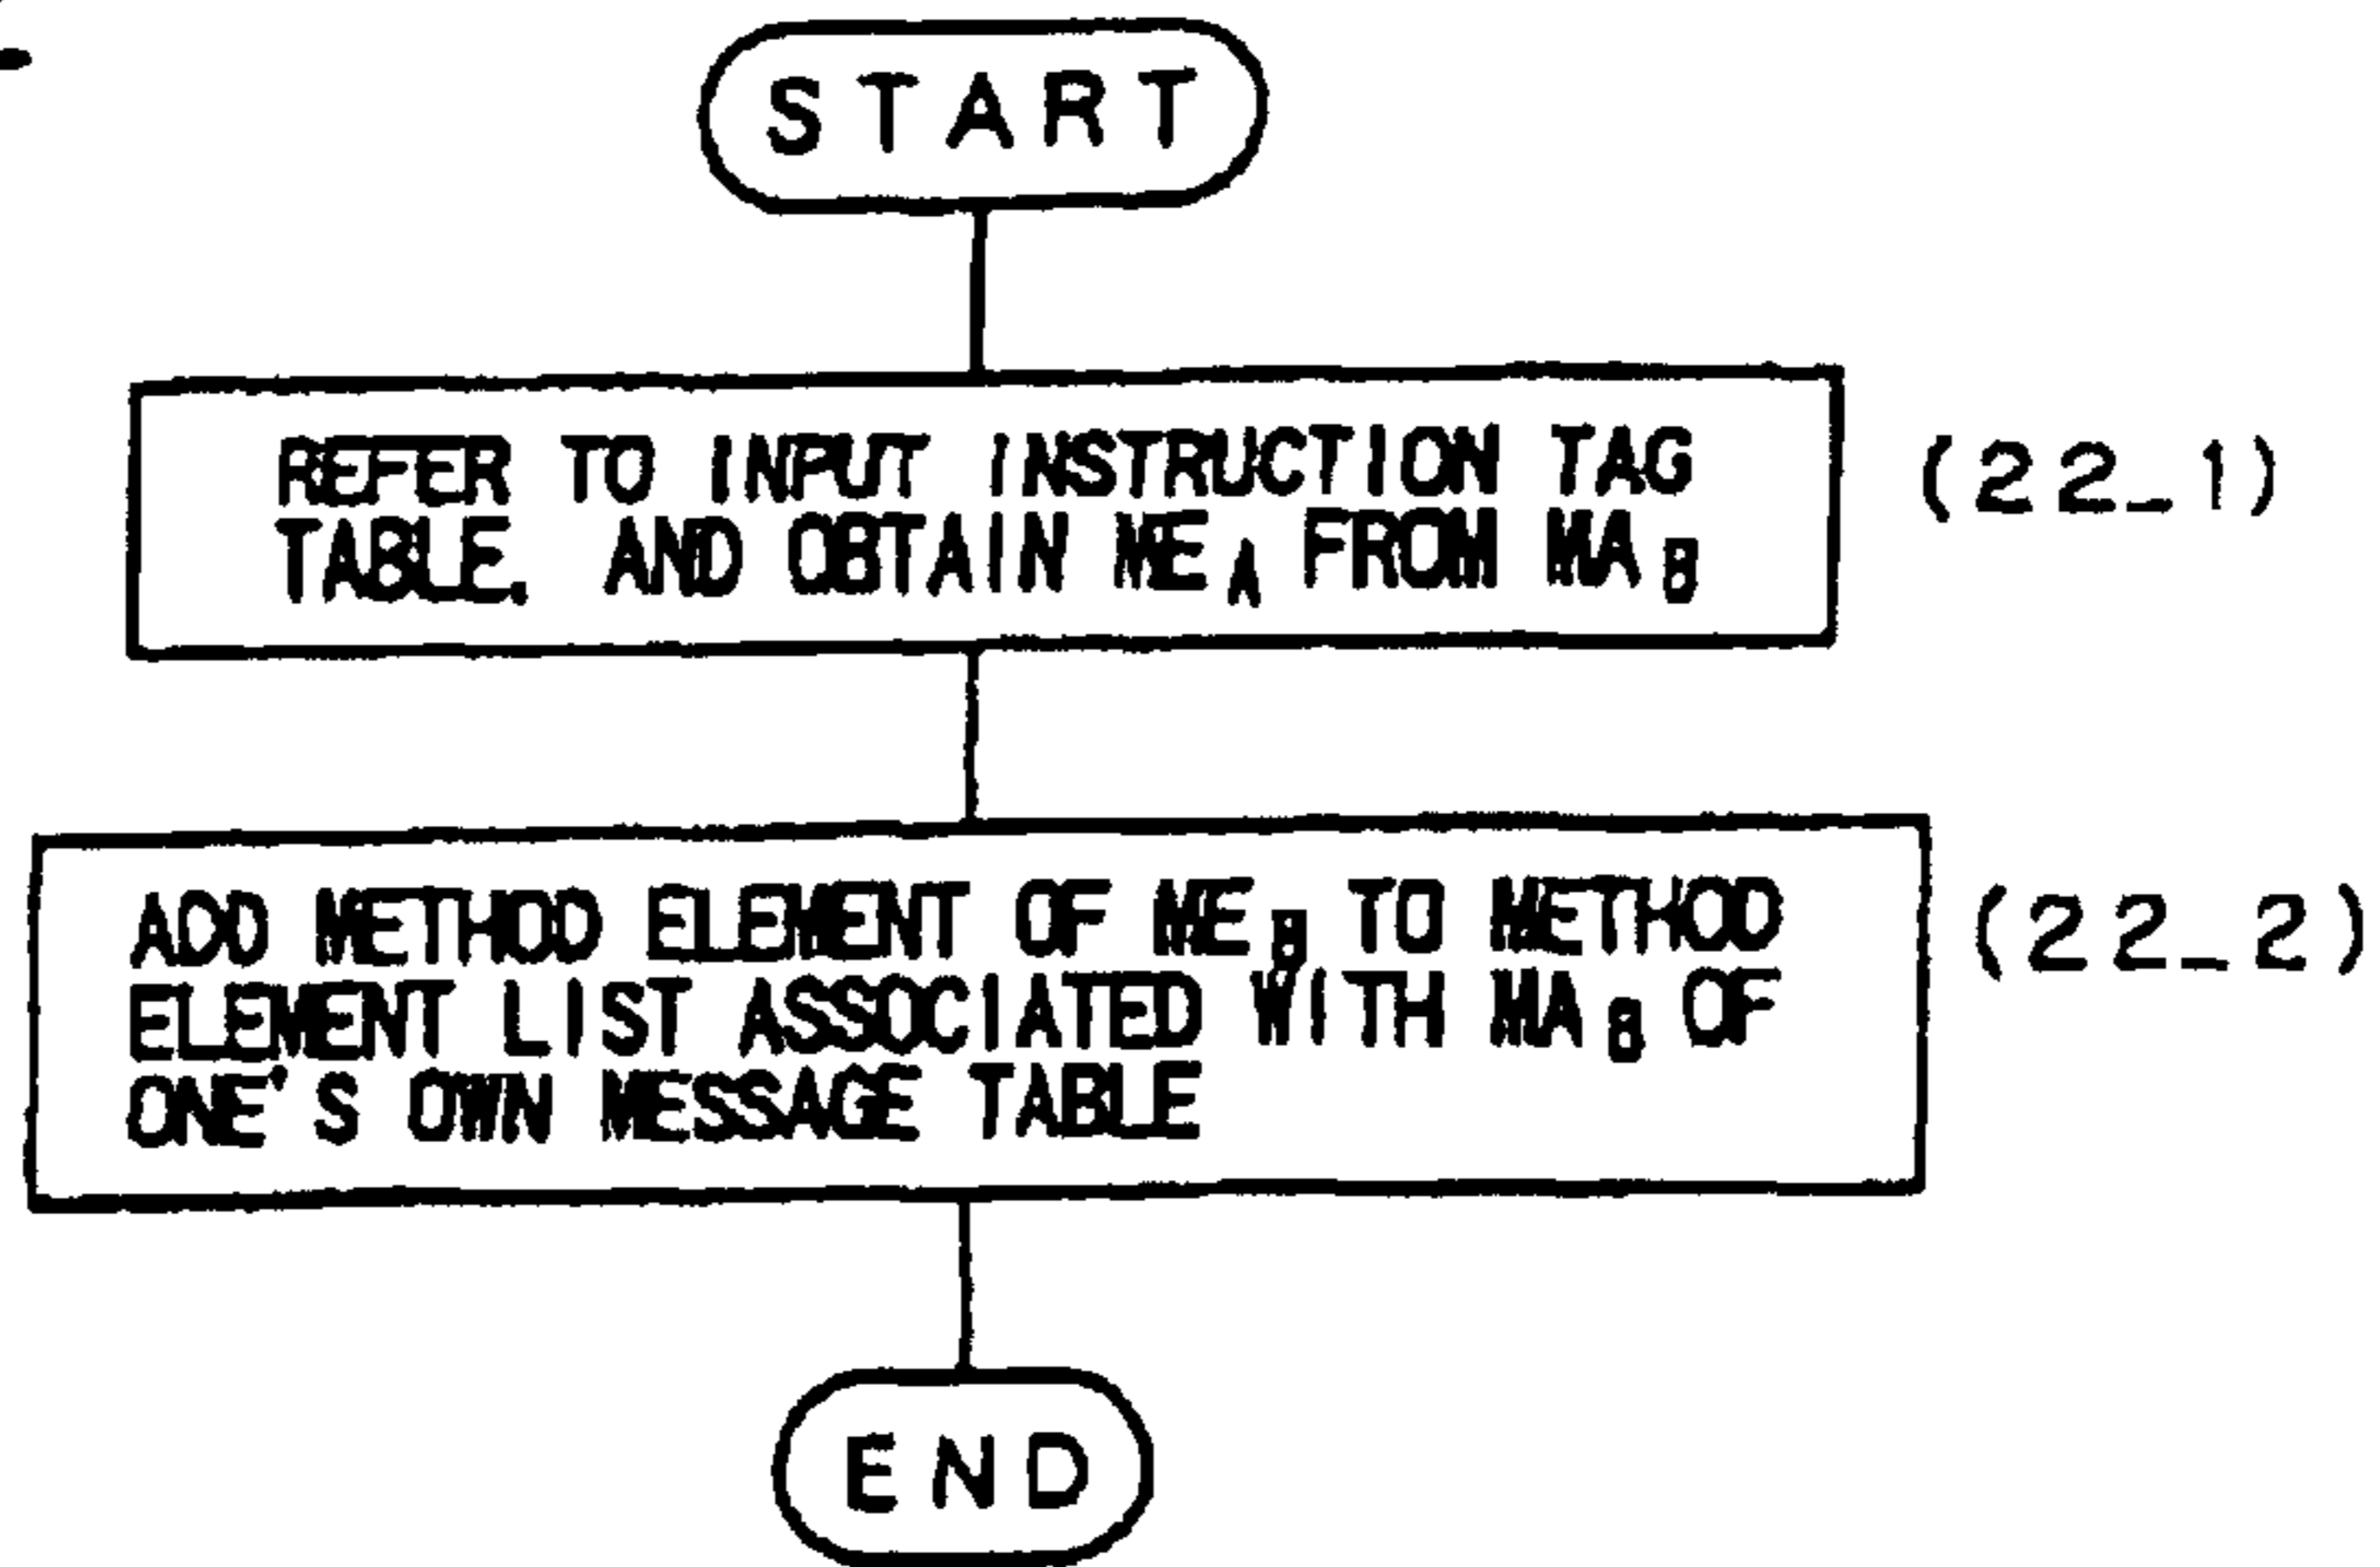 START
REFER TO INPUT INSTRUCTION TAG
TABLE, AND OBTAIN ME A FROM MA B
(22_1)
ADD METHOD ELEMENT OF ME B TO METHOD
ELEMENT LIST ASSOCIATED WITH MA B OF
ONE'S OWN MESSAGE TABLE
(22_2)
END